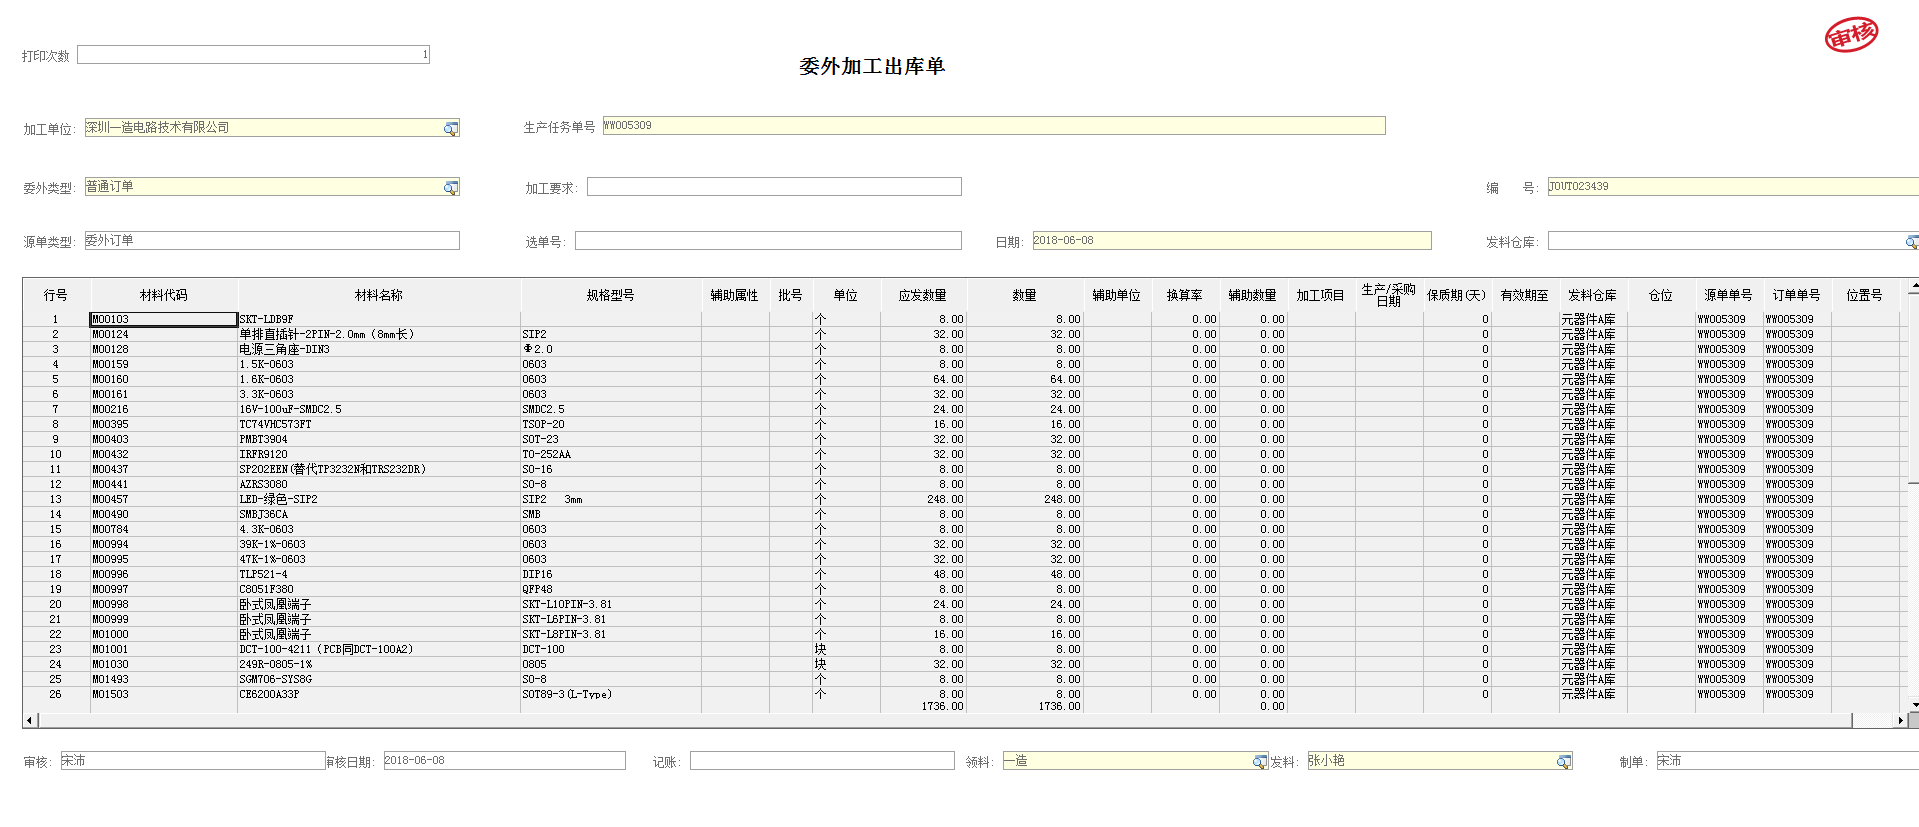 审核
打印次数 1
委外加工出库单
加工单位: 深圳一造电路技术有限公司 生产任务单号 WW005309
委外类型: 普通订单 加工要求: 编 号: JOUT023439
源单类型: 委外订单 选单号: 日期: 2018-06-08 发料仓库:
行号 材料代码 材料名称 规格型号 辅助属性 批号 单位 应发数量 数量 辅助单位 换算率 辅助数量 加工项目 生产/采购日期 保质期(天) 有效期至 发料仓库 仓位 源单单号 订单单号 位置号
1 M00103 SKT-LDB9F 个 8.00 8.00 0.00 0.00 0 元器件A库 WW005309 WW005309
2 M00124 单排直插针-2PIN-2.0mm (8mm长) SIP2 个 32.00 32.00 0.00 0.00 0 元器件A库 WW005309 WW005309
3 M00128 电源三角座-DIN3 Φ2.0 个 8.00 8.00 0.00 0.00 0 元器件A库 WW005309 WW005309
4 M00159 1.5K-0603 0603 个 8.00 8.00 0.00 0.00 0 元器件A库 WW005309 WW005309
5 M00160 1.6K-0603 0603 个 64.00 64.00 0.00 0.00 0 元器件A库 WW005309 WW005309
6 M00161 3.3K-0603 0603 个 32.00 32.00 0.00 0.00 0 元器件A库 WW005309 WW005309
7 M00216 16V-100uF-SMDC2.5 SMDC2.5 个 24.00 24.00 0.00 0.00 0 元器件A库 WW005309 WW005309
8 M00395 TC74VHC573FT TSOP-20 个 16.00 16.00 0.00 0.00 0 元器件A库 WW005309 WW005309
9 M00403 PMBT3904 SOT-23 个 32.00 32.00 0.00 0.00 0 元器件A库 WW005309 WW005309
10 M00432 IRFR9120 TO-252AA 个 32.00 32.00 0.00 0.00 0 元器件A库 WW005309 WW005309
11 M00437 SP202EEN(替代TP3232N和TRS232DR) SO-16 个 8.00 8.00 0.00 0.00 0 元器件A库 WW005309 WW005309
12 M00441 AZRS3080 SO-8 个 8.00 8.00 0.00 0.00 0 元器件A库 WW005309 WW005309
13 M00457 LED-绿色-SIP2 SIP2 3mm 个 248.00 248.00 0.00 0.00 0 元器件A库 WW005309 WW005309
14 M00490 SMBJ36CA SMB 个 8.00 8.00 0.00 0.00 0 元器件A库 WW005309 WW005309
15 M00784 4.3K-0603 0603 个 8.00 8.00 0.00 0.00 0 元器件A库 WW005309 WW005309
16 M00994 39K-1%-0603 0603 个 32.00 32.00 0.00 0.00 0 元器件A库 WW005309 WW005309
17 M00995 47K-1%-0603 0603 个 32.00 32.00 0.00 0.00 0 元器件A库 WW005309 WW005309
18 M00996 TLP521-4 DIP16 个 48.00 48.00 0.00 0.00 0 元器件A库 WW005309 WW005309
19 M00997 C8051F380 QFP48 个 8.00 8.00 0.00 0.00 0 元器件A库 WW005309 WW005309
20 M00998 卧式凤凰端子 SKT-L10PIN-3.81 个 24.00 24.00 0.00 0.00 0 元器件A库 WW005309 WW005309
21 M00999 卧式凤凰端子 SKT-L6PIN-3.81 个 8.00 8.00 0.00 0.00 0 元器件A库 WW005309 WW005309
22 M01000 卧式凤凰端子 SKT-L8PIN-3.81 个 16.00 16.00 0.00 0.00 0 元器件A库 WW005309 WW005309
23 M01001 DCT-100-4211 (PCB同DCT-100A2) DCT-100 块 8.00 8.00 0.00 0.00 0 元器件A库 WW005309 WW005309
24 M01030 249R-0805-1% 0805 块 32.00 32.00 0.00 0.00 0 元器件A库 WW005309 WW005309
25 M01493 SGM706-SYS8G SO-8 个 8.00 8.00 0.00 0.00 0 元器件A库 WW005309 WW005309
26 M01503 CE6200A33P SOT89-3(L-Type) 个 8.00 8.00 0.00 0.00 0 元器件A库 WW005309 WW005309
1736.00 1736.00 0.00
审核: 宋沛 审核日期: 2018-06-08 记账: 领料: 一造 发料: 张小艳 制单: 宋沛